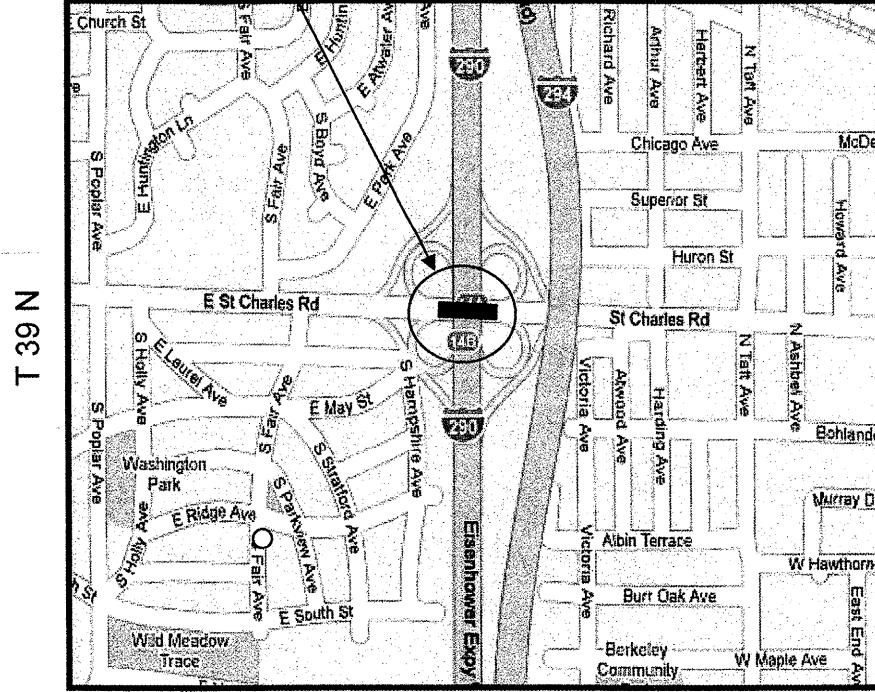 T 39 N
E Church St
S Fair Ave
E Huntin
E Atwater Ave
Ave
290
294
Richard Ave
Arthur Ave
Herbert Ave
N Taft Ave
E Huntington Ln
S Boyd Ave
S Fair Ave
E Park Ave
S Poplar Ave
Chicago Ave
McDe
Superior St
Howard Ave
Huron St
E St Charles Rd
St Charles Rd
14B
S Holly Ave
E Laurel Ave
S Fair Ave
E May St
S Hampshire Ave
290
Victoria Ave
Atwood Ave
Harding Ave
N Taft Ave
N Ashbel Ave
Bohland
S Poplar Ave
Washington
Park
S Stratford Ave
S Parkview Ave
E Ridge Ave
S Holly Ave
Fair Ave
E South St
Eisenhower Expy
Victoria Ave
Albin Terrace
Murray D
W Hawthorn
Burr Oak Ave
East End Av
h St
Wild Meadow
Trace
Berkeley
Community
W Maple Ave